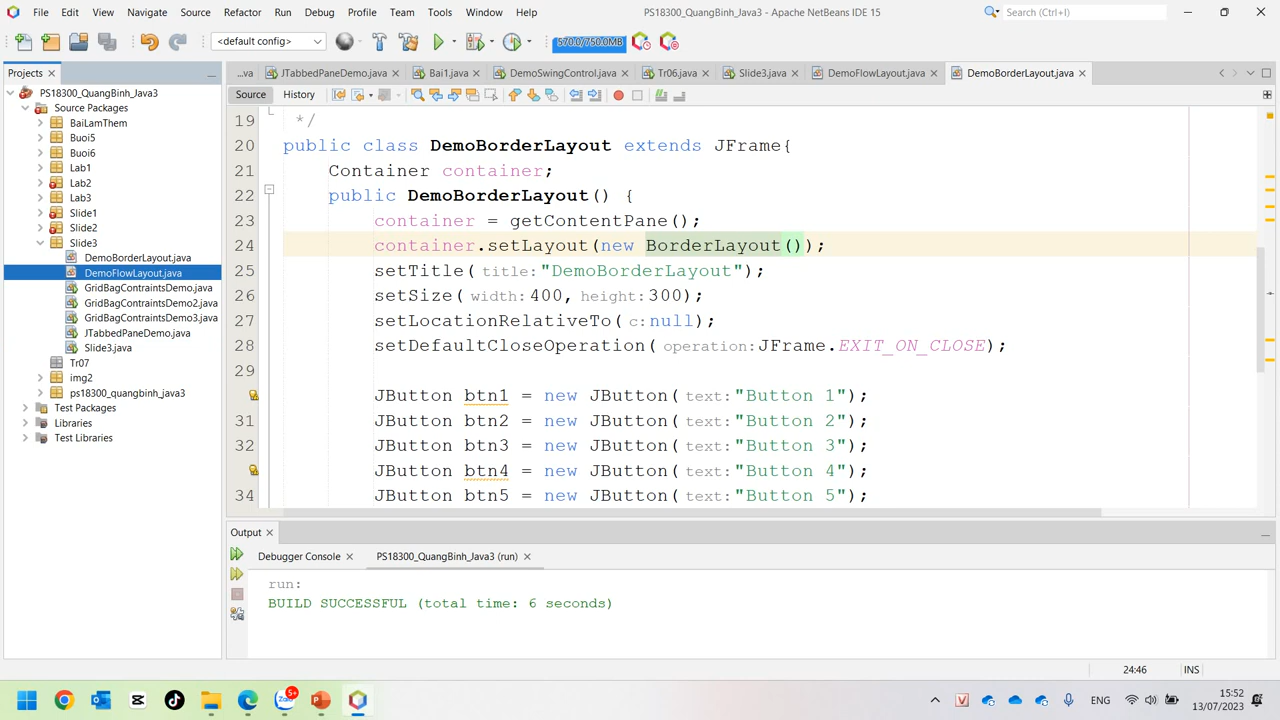 File Edit View Navigate Source Refactor Run Debug Profile Team Tools Window Help
PS18300_QuangBinh_Java3 - Apache NetBeans IDE 15
Search (Ctrl+I)
<default config>
570.0/750.0MB
Projects
...va JTabbedPaneDemo.java Bai1.java DemoSwingControl.java Tr06.java Slide3.java DemoFlowLayout.java DemoBorderLayout.java
Source History
PS18300_QuangBinh_Java3
Source Packages
BaiLamThem
Buoi5
Buoi6
Lab1
Lab2
Lab3
Slide1
Slide2
Slide3
DemoBorderLayout.java
DemoFlowLayout.java
GridBagContraintsDemo.java
GridBagContraintsDemo2.java
GridBagContraintsDemo3.java
JTabbedPaneDemo.java
Slide3.java
Tr07
img2
ps18300_quangbinh_java3
Test Packages
Libraries
Test Libraries
19 */
20 public class DemoBorderLayout extends JFrame{
21 Container container;
22 public DemoBorderLayout() {
23 container = getContentPane();
24 container.setLayout(new BorderLayout());
25 setTitle(title:"DemoBorderLayout");
26 setSize(width:400,height:300);
27 setLocationRelativeTo(c:null);
28 setDefaultCloseOperation(operation:JFrame.EXIT_ON_CLOSE);
29
JButton btn1 = new JButton(text:"Button 1");
31 JButton btn2 = new JButton(text:"Button 2");
32 JButton btn3 = new JButton(text:"Button 3");
JButton btn4 = new JButton(text:"Button 4");
34 JButton btn5 = new JButton(text:"Button 5");
Output
Debugger Console PS18300_QuangBinh_Java3 (run)
run:
BUILD SUCCESSFUL (total time: 6 seconds)
24:46 INS
Zalo 5+
ENG
15:52
13/07/2023